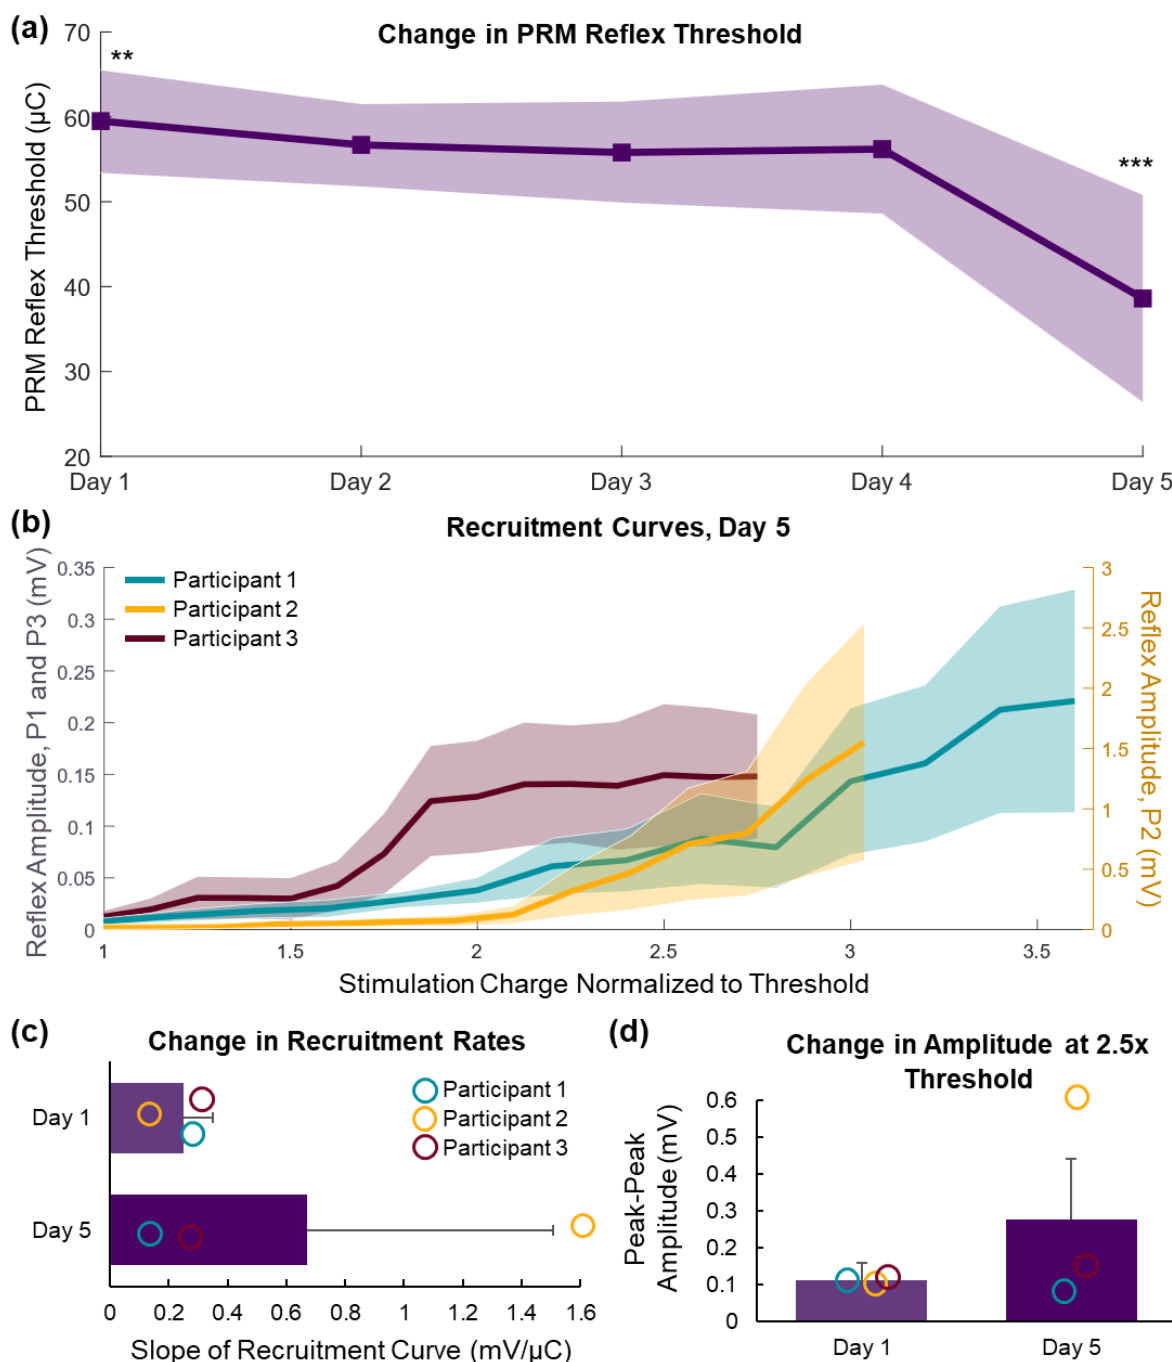 (a)
Change in PRM Reflex Threshold
PRM Reflex Threshold (µC)
70
60
50
40
30
20
**
***
Day 1
Day 2
Day 3
Day 4
Day 5
(b)
Recruitment Curves, Day 5
Reflex Amplitude, P1 and P3 (mV)
0.35
0.3
0.25
0.2
0.15
0.1
0.05
0
Participant 1
Participant 2
Participant 3
3
2.5
2
1.5
1
0.5
0
Reflex Amplitude, P2 (mV)
1
1.5
2
2.5
3
3.5
Stimulation Charge Normalized to Threshold
(c)
Change in Recruitment Rates
Participant 1
Participant 2
Participant 3
Day 1
Day 5
0
0.2
0.4
0.6
0.8
1
1.2
1.4
1.6
Slope of Recruitment Curve (mV/µC)
(d)
Change in Amplitude at 2.5x
Threshold
Peak-Peak
Amplitude (mV)
0.6
0.5
0.4
0.3
0.2
0.1
0
Day 1
Day 5